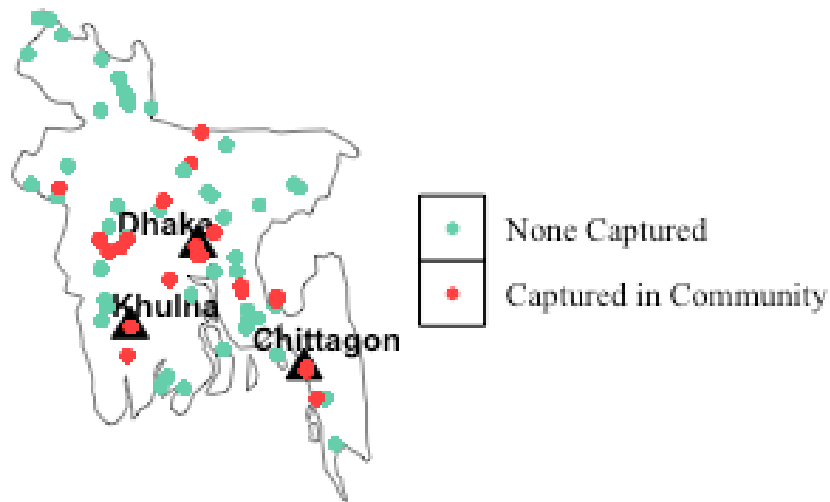 Dhaka
Khulna
Chittagon
None Captured
Captured in Community